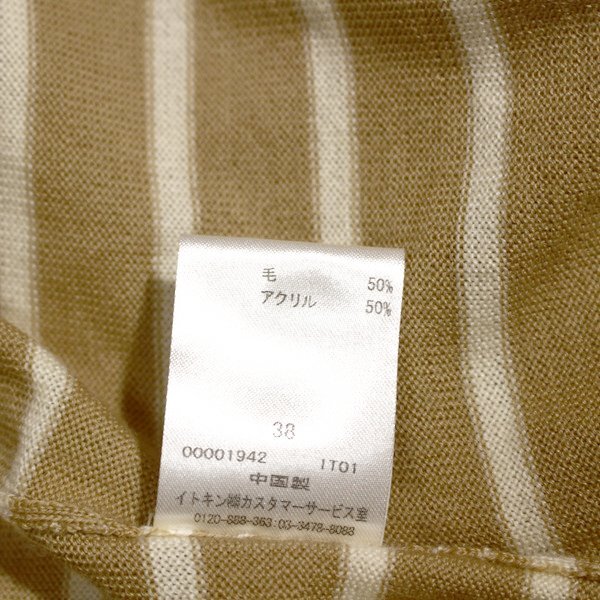 毛 50%
アクリル 50%
38
00001942 IT01
中国製
イトキン㈱カスタマーサービス室
0120-888-363:03-3478-8088